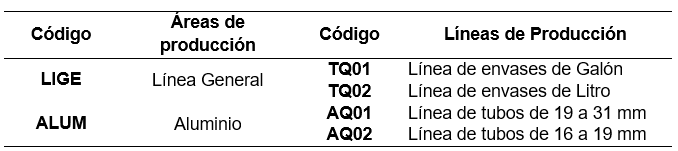 Código Áreas de producción Código Líneas de Producción
LIGE Línea General TQ01 Línea de envases de Galón
TQ02 Línea de envases de Litro
ALUM Aluminio AQ01 Línea de tubos de 19 a 31 mm
AQ02 Línea de tubos de 16 a 19 mm